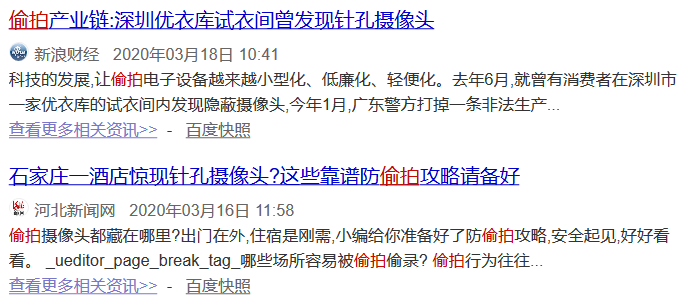 偷拍产业链:深圳优衣库试衣间曾发现针孔摄像头
新浪财经 2020年03月18日 10:41
科技的发展,让偷拍电子设备越来越小型化、低廉化、轻便化。去年6月,就曾有消费者在深圳市
一家优衣库的试衣间内发现隐蔽摄像头,今年1月,广东警方打掉一条非法生产...
查看更多相关资讯>> - 百度快照
石家庄一酒店惊现针孔摄像头?这些靠谱防偷拍攻略请备好
河北新闻网 2020年03月16日 11:58
偷拍摄像头都藏在哪里?出门在外,住宿是刚需,小编给你准备好了防偷拍攻略,安全起见,好好看
看。 _ueditor_page_break_tag_哪些场所容易被偷拍偷录? 偷拍行为往往...
查看更多相关资讯>> - 百度快照